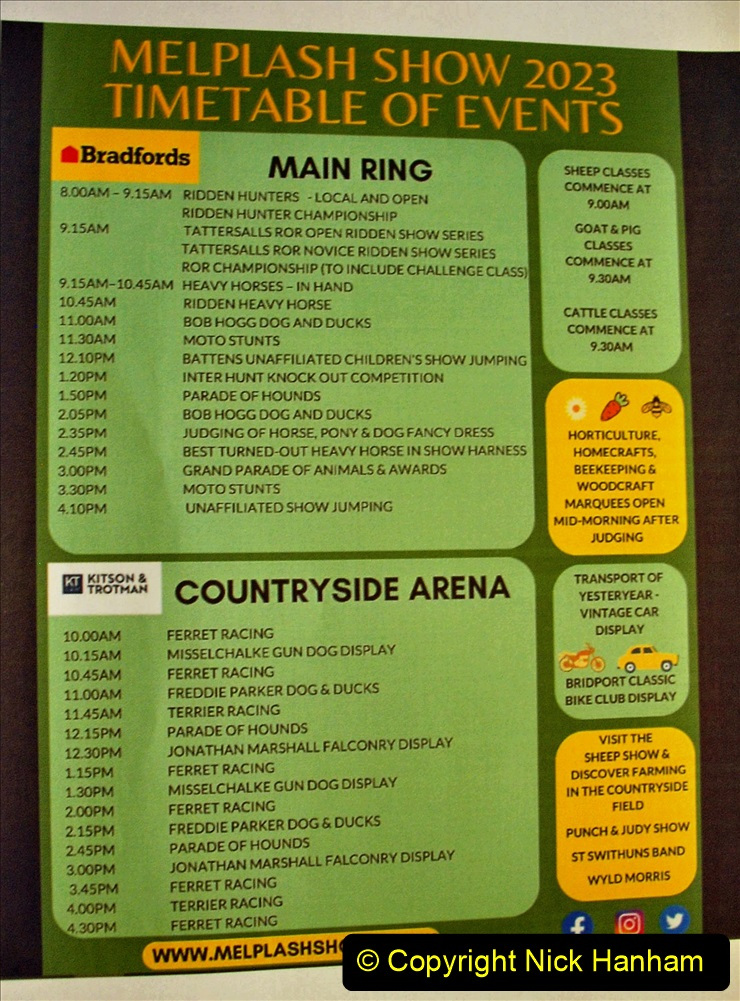 MELPLASH SHOW 2023
TIMETABLE OF EVENTS
Bradfords
MAIN RING
8.00AM – 9.15AM RIDDEN HUNTERS - LOCAL AND OPEN
RIDDEN HUNTER CHAMPIONSHIP
9.15AM TATTERSALLS ROR OPEN RIDDEN SHOW SERIES
TATTERSALLS ROR NOVICE RIDDEN SHOW SERIES
ROR CHAMPIONSHIP (TO INCLUDE CHALLENGE CLASS)
9.15AM–10.45AM HEAVY HORSES – IN HAND
10.45AM RIDDEN HEAVY HORSE
11.00AM BOB HOGG DOG AND DUCKS
11.30AM MOTO STUNTS
12.10PM BATTENS UNAFFILIATED CHILDREN'S SHOW JUMPING
1.20PM INTER HUNT KNOCK OUT COMPETITION
1.50PM PARADE OF HOUNDS
2.05PM BOB HOGG DOG AND DUCKS
2.35PM JUDGING OF HORSE, PONY & DOG FANCY DRESS
2.45PM BEST TURNED-OUT HEAVY HORSE IN SHOW HARNESS
3.00PM GRAND PARADE OF ANIMALS & AWARDS
3.30PM MOTO STUNTS
4.10PM UNAFFILIATED SHOW JUMPING
SHEEP CLASSES
COMMENCE AT
9.00AM
GOAT & PIG
CLASSES
COMMENCE AT
9.30AM
CATTLE CLASSES
COMMENCE AT
9.30AM
HORTICULTURE,
HOMECRAFTS,
BEEKEEPING &
WOODCRAFT
MARQUEES OPEN
MID-MORNING AFTER
JUDGING
KT KITSON &
TROTMAN
COUNTRYSIDE ARENA
10.00AM FERRET RACING
10.15AM MISSELCHALKE GUN DOG DISPLAY
10.45AM FERRET RACING
11.00AM FREDDIE PARKER DOG & DUCKS
11.45AM TERRIER RACING
12.15PM PARADE OF HOUNDS
12.30PM JONATHAN MARSHALL FALCONRY DISPLAY
1.15PM FERRET RACING
1.30PM MISSELCHALKE GUN DOG DISPLAY
2.00PM FERRET RACING
2.15PM FREDDIE PARKER DOG & DUCKS
2.45PM PARADE OF HOUNDS
3.00PM JONATHAN MARSHALL FALCONRY DISPLAY
3.45PM FERRET RACING
4.00PM TERRIER RACING
4.30PM FERRET RACING
TRANSPORT OF
YESTERYEAR -
VINTAGE CAR
DISPLAY
BRIDPORT CLASSIC
BIKE CLUB DISPLAY
VISIT THE
SHEEP SHOW &
DISCOVER FARMING
IN THE COUNTRYSIDE
FIELD
PUNCH & JUDY SHOW
ST SWITHUNS BAND
WYLD MORRIS
WWW.MELPLASHSHO
© Copyright Nick Hanham